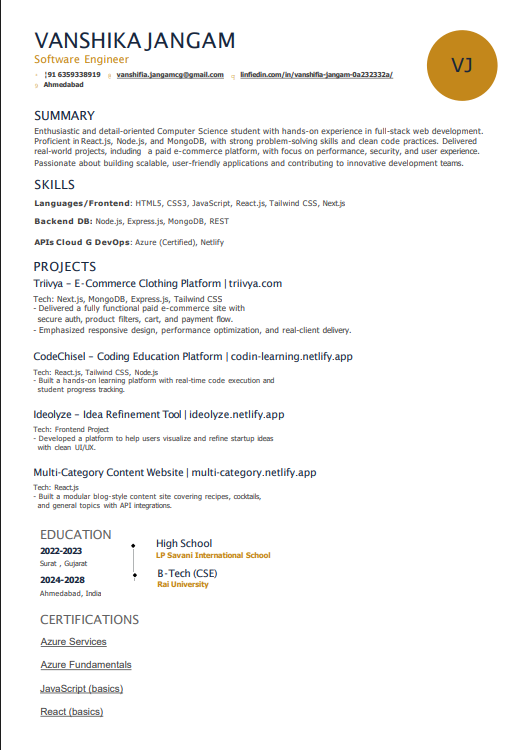 VANSHIKA JANGAM
VJ
Software Engineer
91 6359338919 vanshifia.jangamcg@gmail.com linfiedin.com/in/vanshifia-jangam-0a232332a/
Ahmedabad
SUMMARY
Enthusiastic and detail-oriented Computer Science student with hands-on experience in full-stack web development.
Proficient in React.js, Node.js, and MongoDB, with strong problem-solving skills and clean code practices. Delivered
real-world projects, including a paid e-commerce platform, with focus on performance, security, and user experience.
Passionate about building scalable, user-friendly applications and contributing to innovative development teams.
SKILLS
Languages/Frontend: HTML5, CSS3, JavaScript, React.js, Tailwind CSS, Next.js
Backend DB: Node.js, Express.js, MongoDB, REST
APIs Cloud G DevOps: Azure (Certified), Netlify
PROJECTS
Triivya – E-Commerce Clothing Platform | triivya.com
Tech: Next.js, MongoDB, Express.js, Tailwind CSS
- Delivered a fully functional paid e-commerce site with
secure auth, product filters, cart, and payment flow.
- Emphasized responsive design, performance optimization, and real-client delivery.
CodeChisel – Coding Education Platform | codin-learning.netlify.app
Tech: React.js, Tailwind CSS, Node.js
- Built a hands-on learning platform with real-time code execution and
student progress tracking.
Ideolyze – Idea Refinement Tool | ideolyze.netlify.app
Tech: Frontend Project
- Developed a platform to help users visualize and refine startup ideas
with clean UI/UX.
Multi-Category Content Website | multi-category.netlify.app
Tech: React.js
- Built a modular blog-style content site covering recipes, cocktails,
and general topics with API integrations.
EDUCATION
2022-2023 High School
Surat , Gujarat LP Savani International School
2024-2028 B-Tech (CSE)
Ahmedabad, India Rai University
CERTIFICATIONS
Azure Services
Azure Fundamentals
JavaScript (basics)
React (basics)